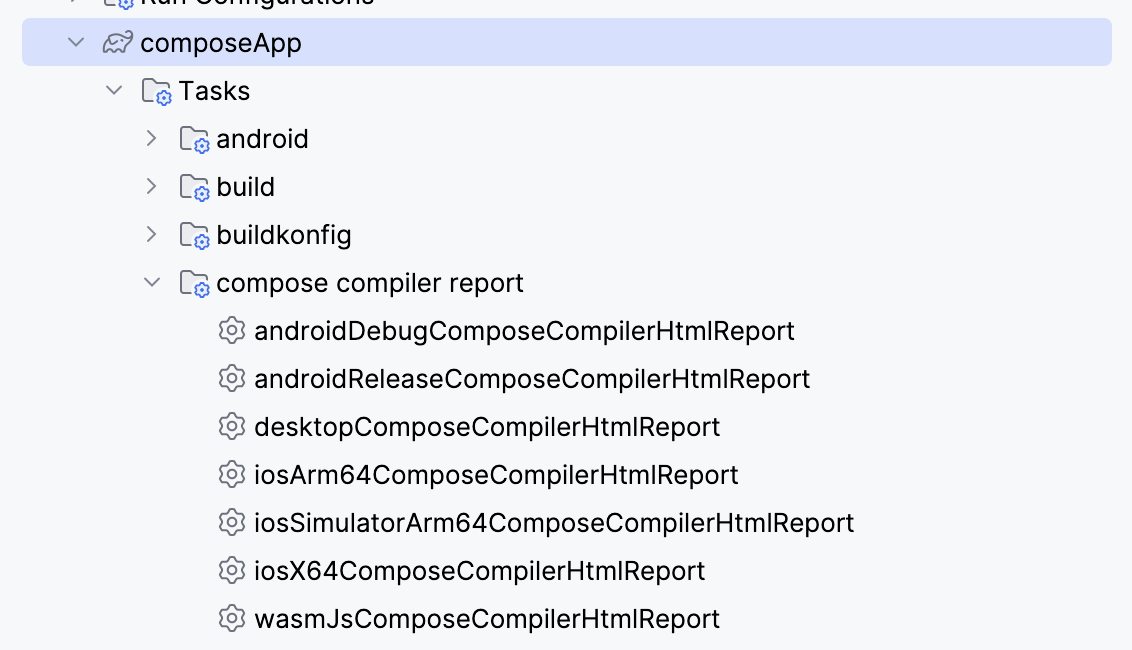 Run Configurations
composeApp
Tasks
android
build
buildkonfig
compose compiler report
androidDebugComposeCompilerHtmlReport
androidReleaseComposeCompilerHtmlReport
desktopComposeCompilerHtmlReport
iosArm64ComposeCompilerHtmlReport
iosSimulatorArm64ComposeCompilerHtmlReport
iosX64ComposeCompilerHtmlReport
wasmJsComposeCompilerHtmlReport